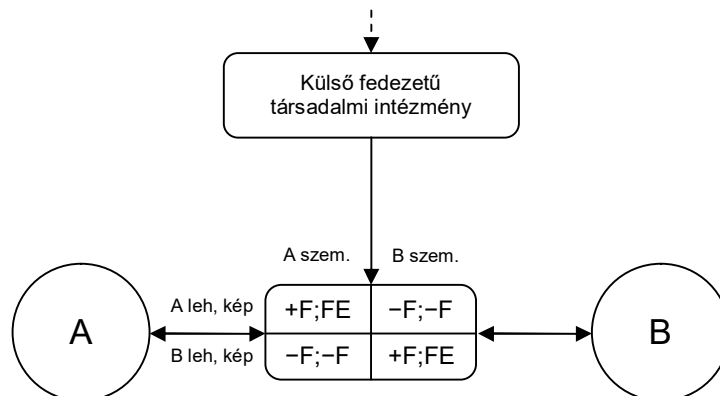 Külső fedezetű
társadalmi intézmény
A szem. B szem.
A leh, kép +F;FE −F;−F
B leh, kép −F;−F +F;FE
A B